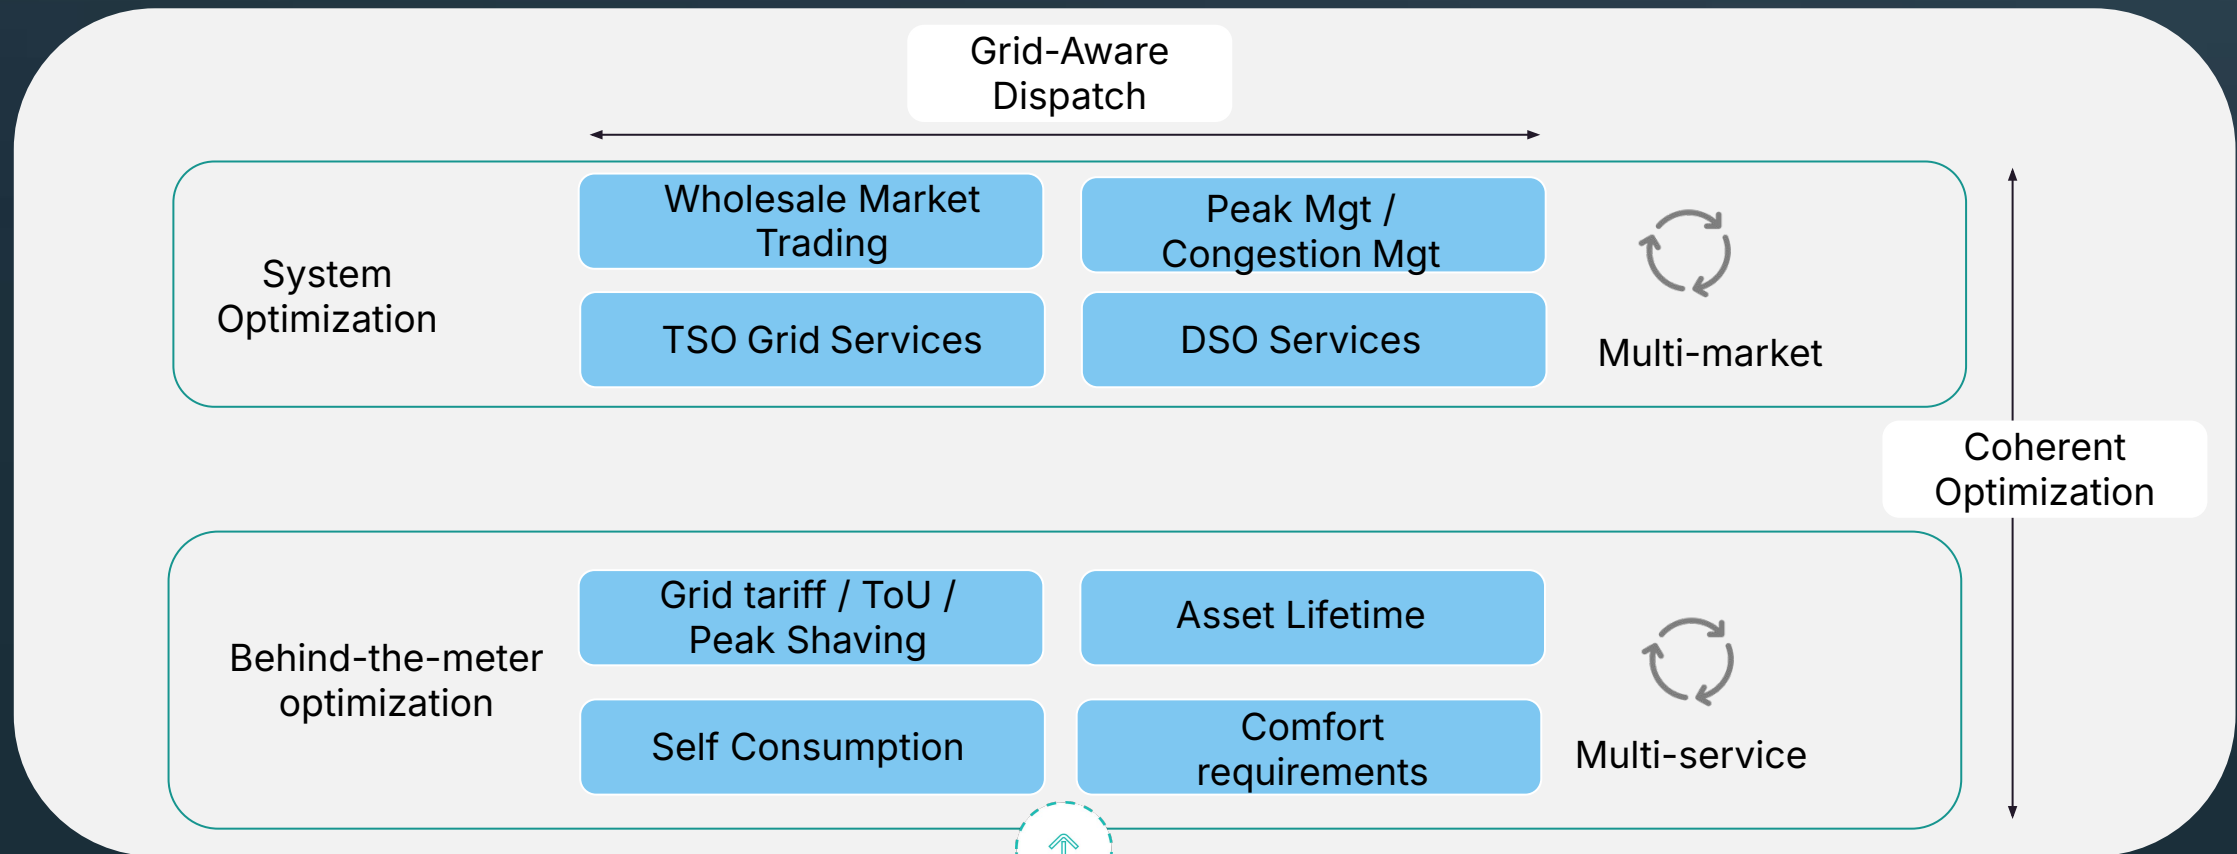 Grid-Aware
Dispatch
Wholesale Market
Trading
Peak Mgt /
Congestion Mgt
System
Optimization
TSO Grid Services
DSO Services
Multi-market
Coherent
Optimization
Grid tariff / ToU /
Peak Shaving
Asset Lifetime
Behind-the-meter
optimization
Self Consumption
Comfort
requirements
Multi-service